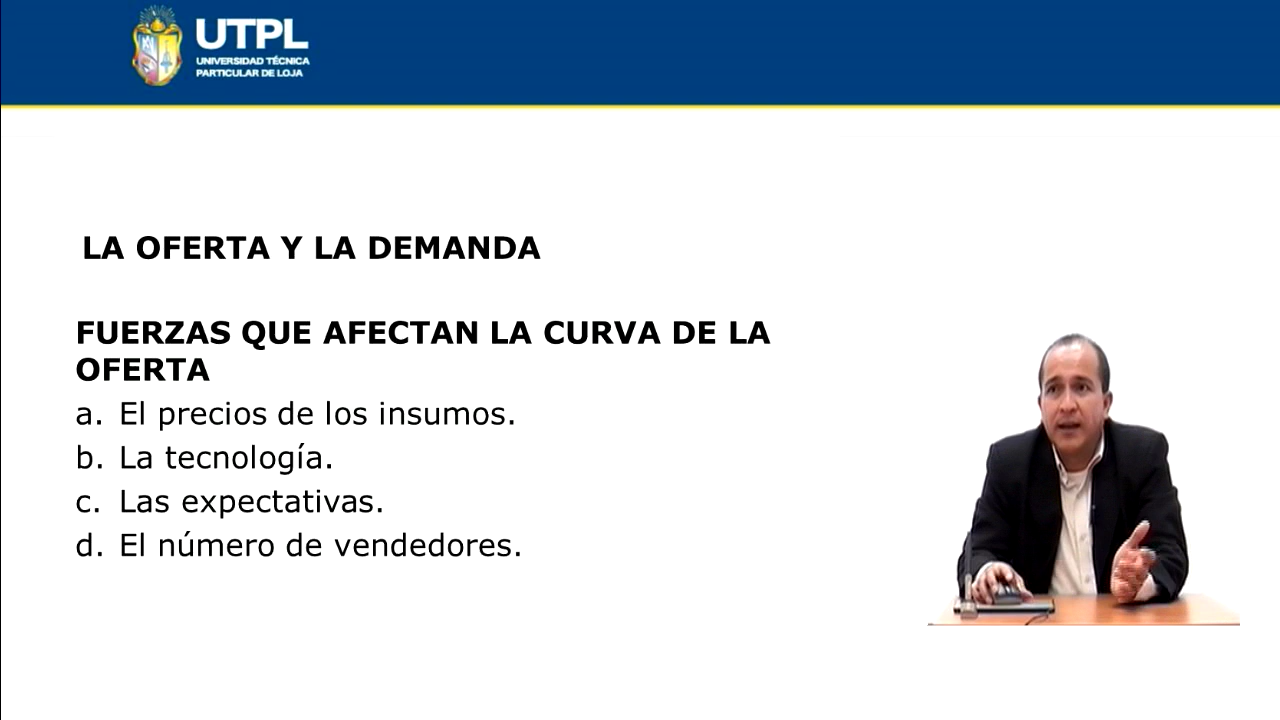 UTPL
UNIVERSIDAD TÉCNICA
PARTICULAR DE LOJA
LA OFERTA Y LA DEMANDA
FUERZAS QUE AFECTAN LA CURVA DE LA
OFERTA
a. El precios de los insumos.
b. La tecnología.
c. Las expectativas.
d. El número de vendedores.